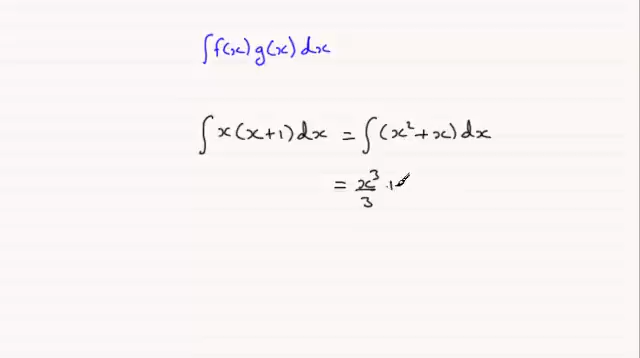 ∫f(x) g(x) dx
∫x(x+1)dx = ∫(x²+x)dx
= x³/3